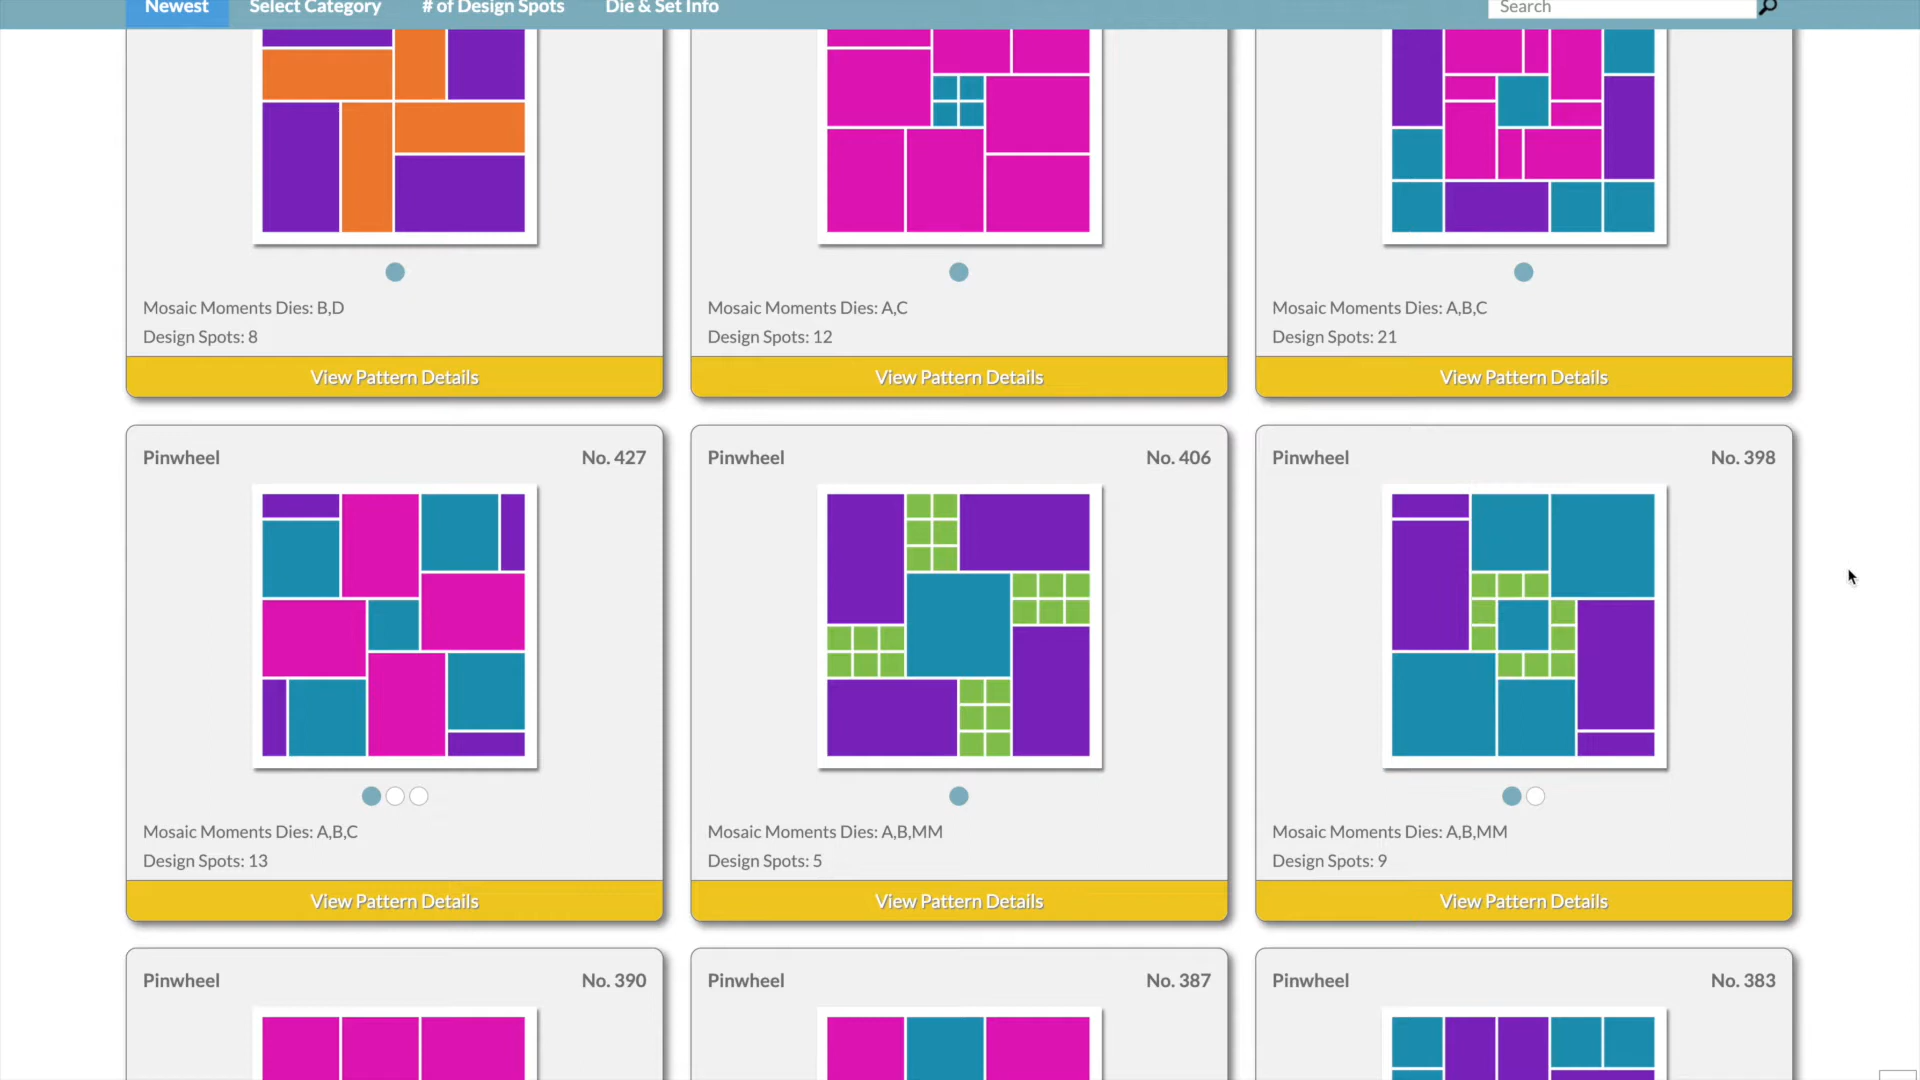 Newest Select Category # of Design Spots Die & Set Info Search
Mosaic Moments Dies: B,D
Design Spots: 8
View Pattern Details
Mosaic Moments Dies: A,C
Design Spots: 12
View Pattern Details
Mosaic Moments Dies: A,B,C
Design Spots: 21
View Pattern Details
Pinwheel No. 427
Mosaic Moments Dies: A,B,C
Design Spots: 13
View Pattern Details
Pinwheel No. 406
Mosaic Moments Dies: A,B,MM
Design Spots: 5
View Pattern Details
Pinwheel No. 398
Mosaic Moments Dies: A,B,MM
Design Spots: 9
View Pattern Details
Pinwheel No. 390
Pinwheel No. 387
Pinwheel No. 383